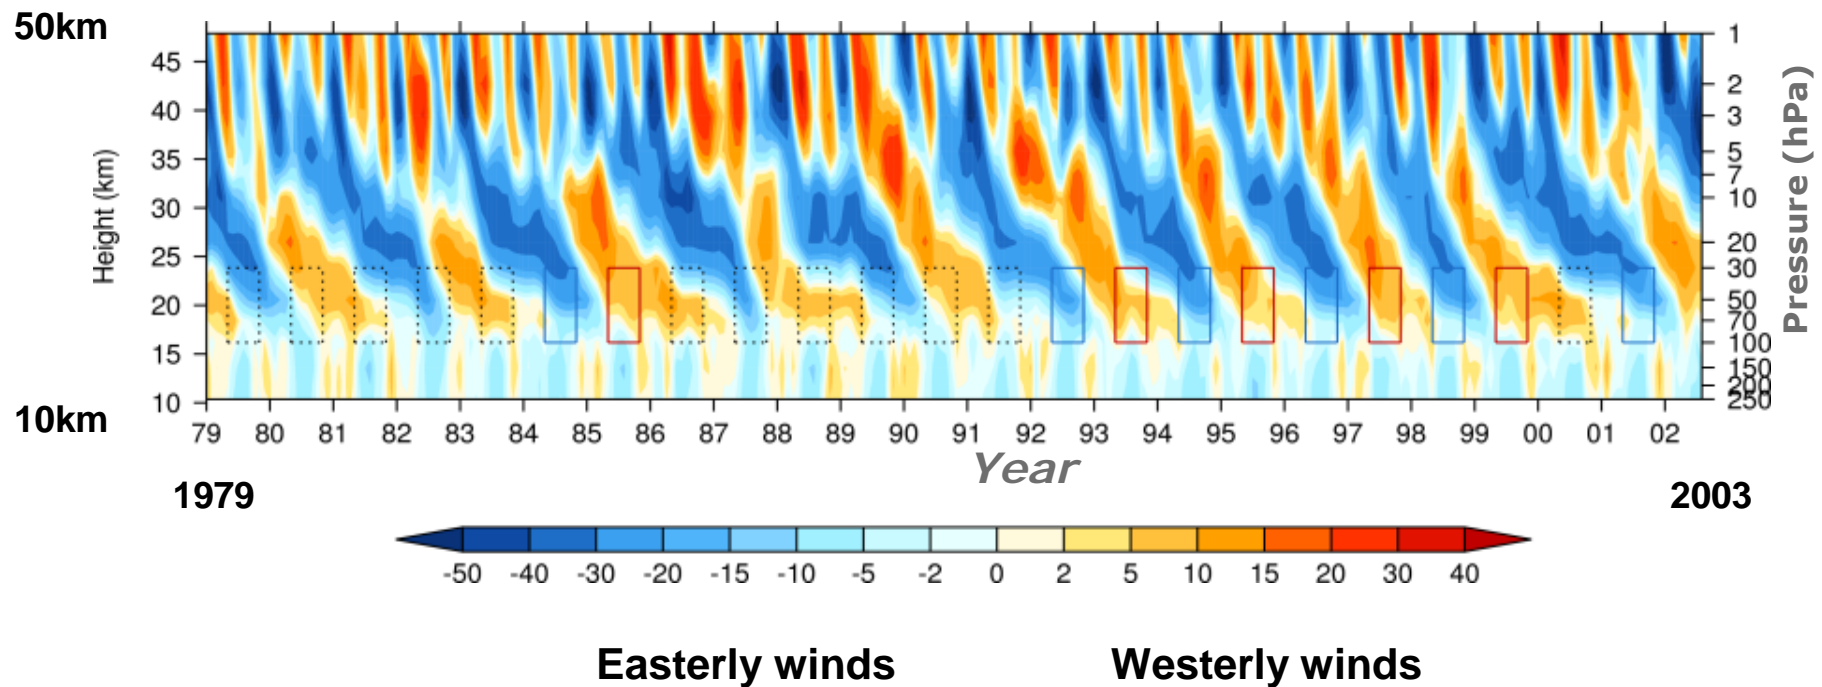 50km
45
40
35
30
25
20
15
10
Height (km)
1
2
3
5
7
10
20
30
50
70
100
150
200
250
Pressure (hPa)
10km
79 80 81 82 83 84 85 86 87 88 89 90 91 92 93 94 95 96 97 98 99 00 01 02
Year
1979
2003
-50 -40 -30 -20 -15 -10 -5 -2 0 2 5 10 15 20 30 40
Easterly winds
Westerly winds